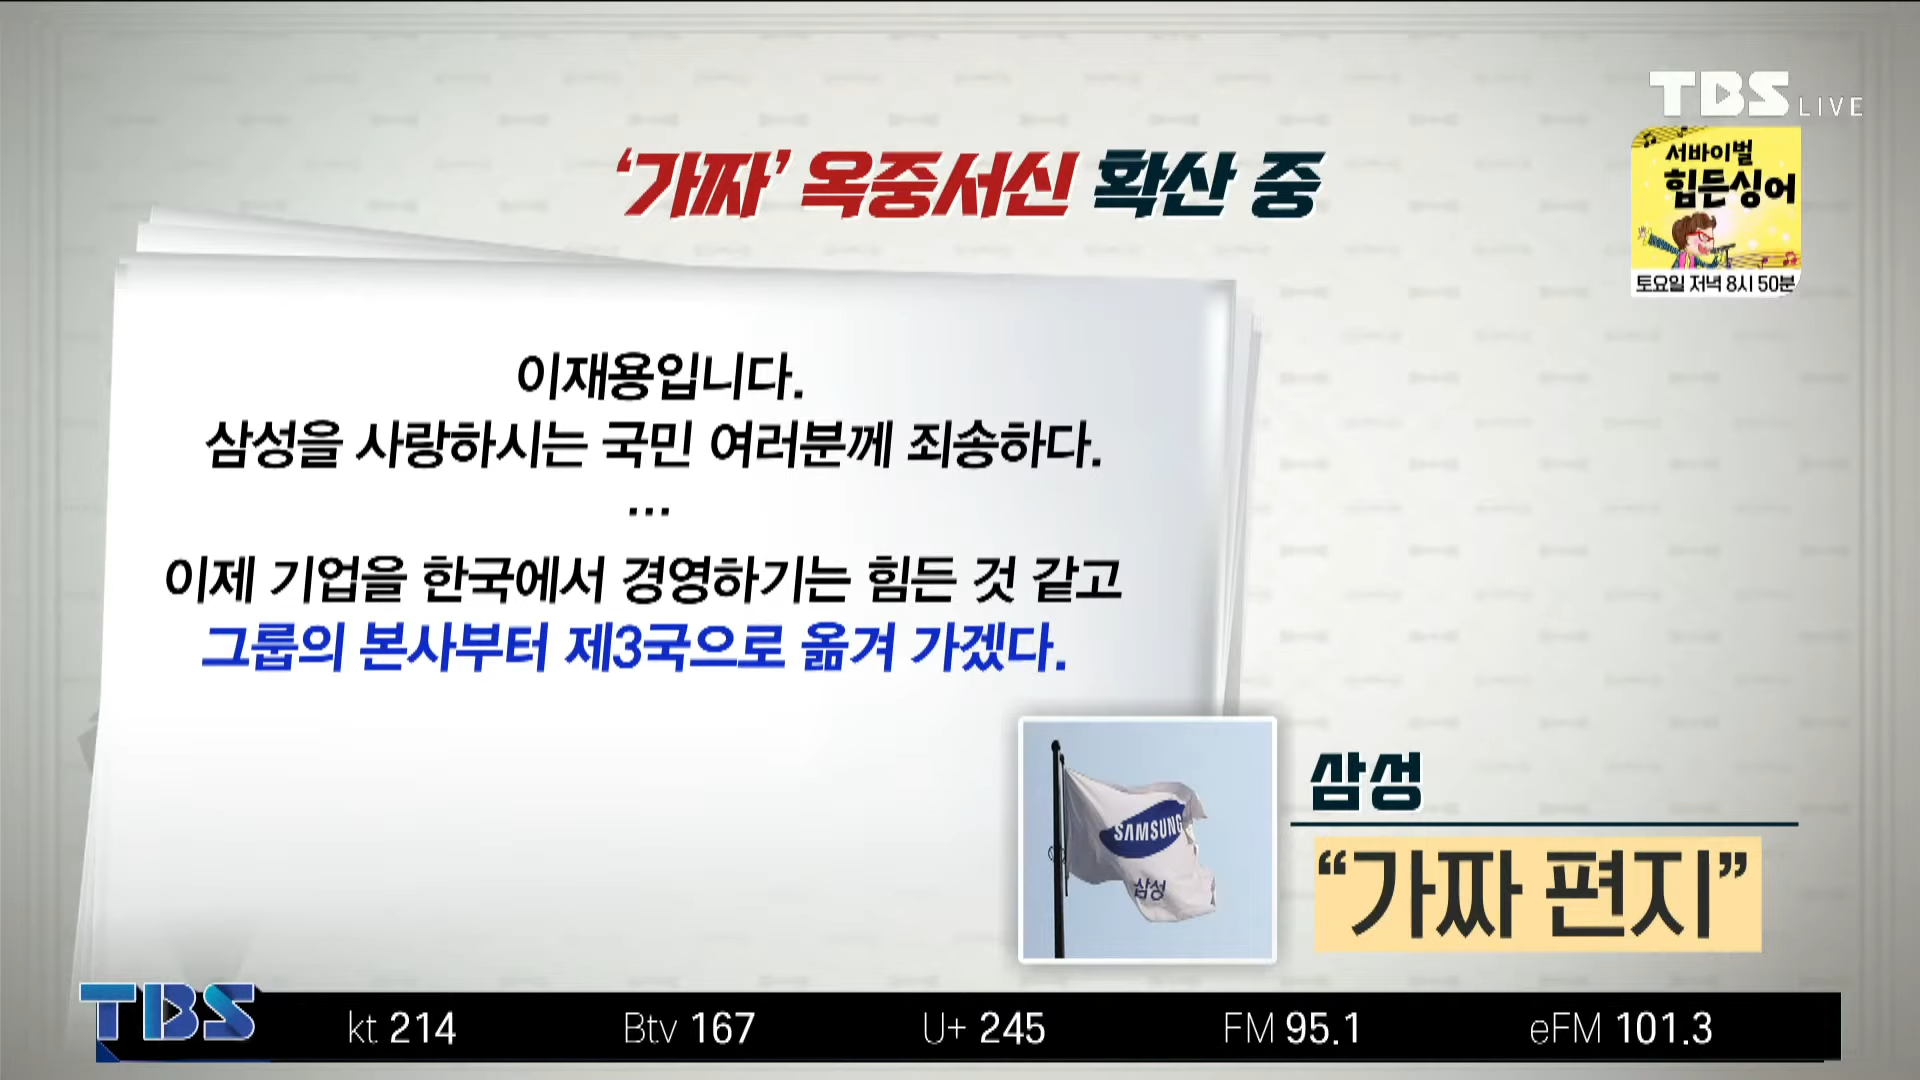 TBS LIVE
‘가짜’ 옥중서신 확산 중
서바이벌
힘든싱어
토요일 저녁 8시 50분
이재용입니다.
삼성을 사랑하시는 국민 여러분께 죄송하다.
...
이제 기업을 한국에서 경영하기는 힘든 것 같고
그룹의 본사부터 제3국으로 옮겨 가겠다.
SAMSUNG
삼성
삼성
“가짜 편지”
TBS kt 214 Btv 167 U+ 245 FM 95.1 eFM 101.3